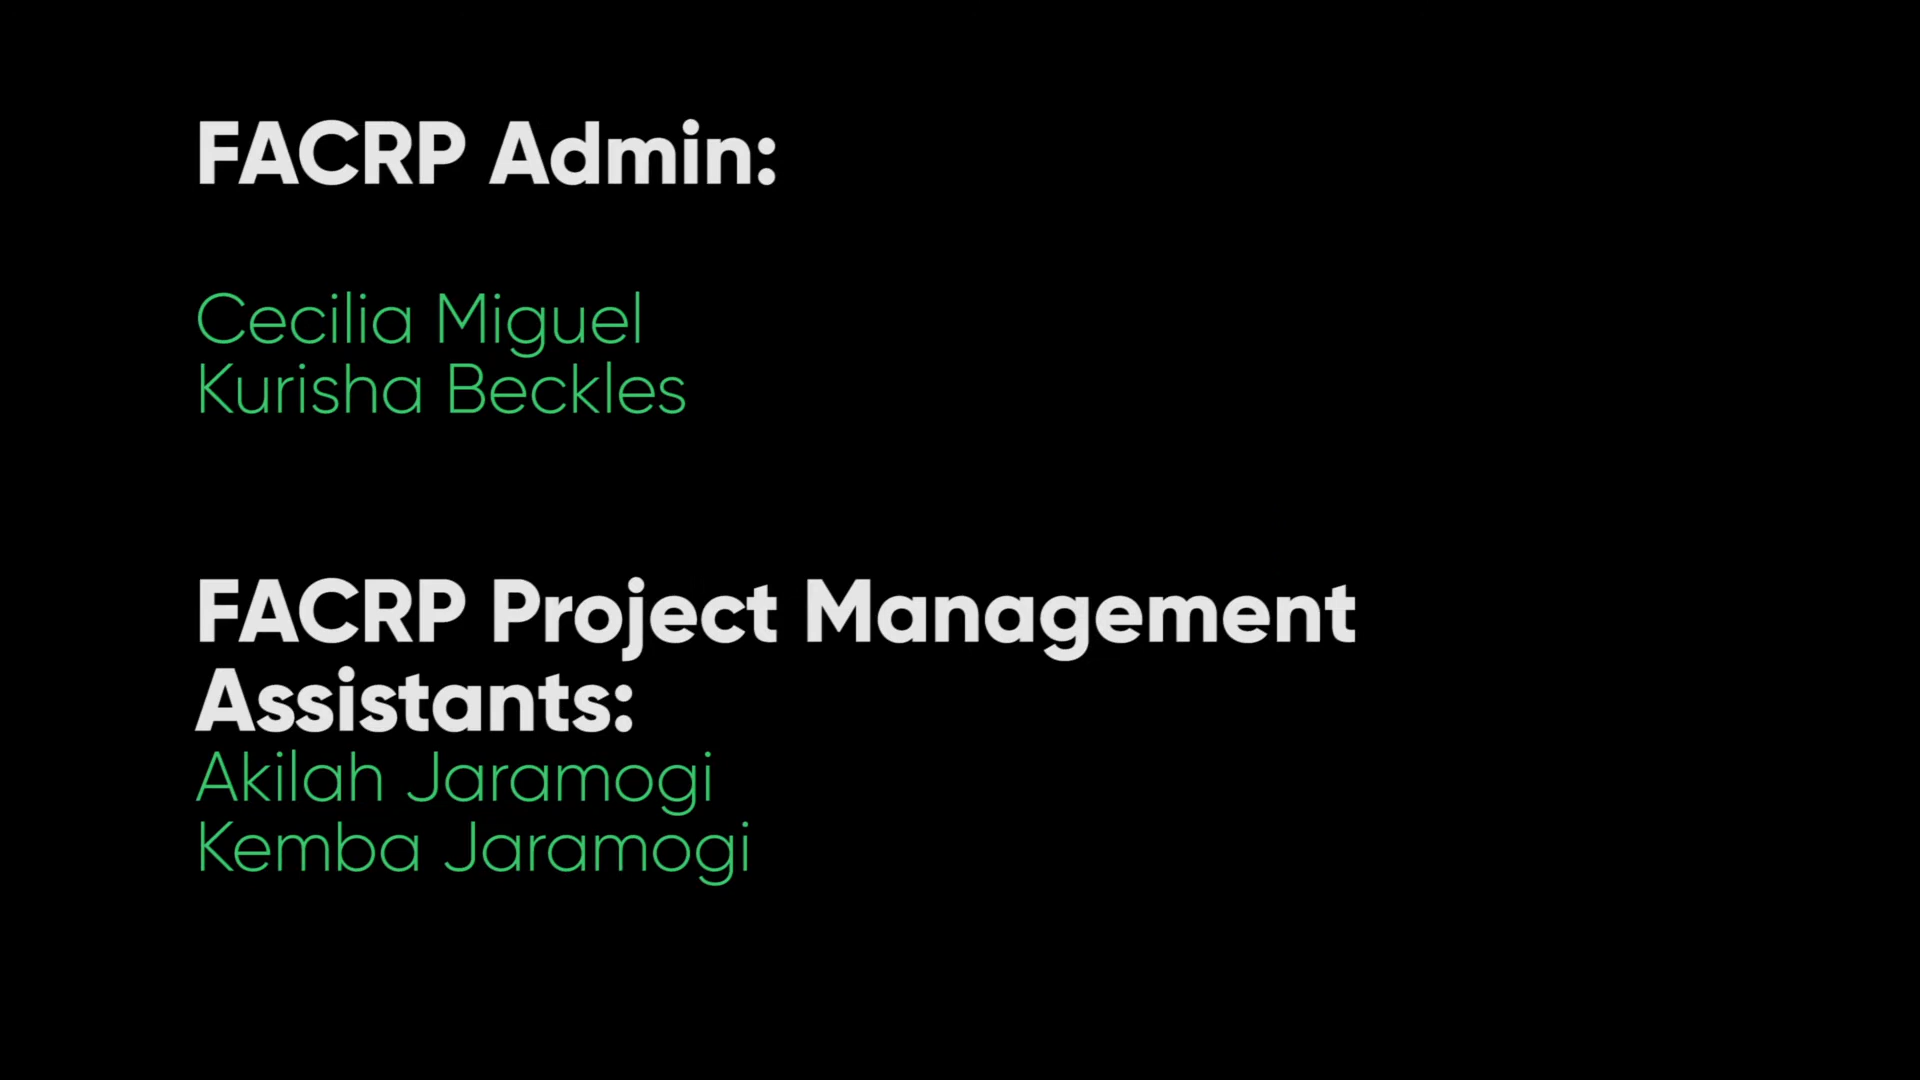 FACRP Admin:
Cecilia Miguel
Kurisha Beckles
FACRP Project Management
Assistants:
Akilah Jaramogi
Kemba Jaramogi